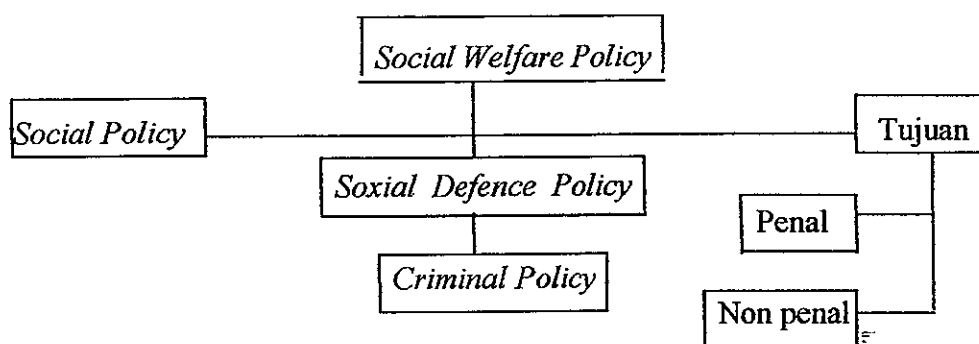 Social Welfare Policy
Social Policy
Tujuan
Soxial Defence Policy
Penal
Criminal Policy
Non penal